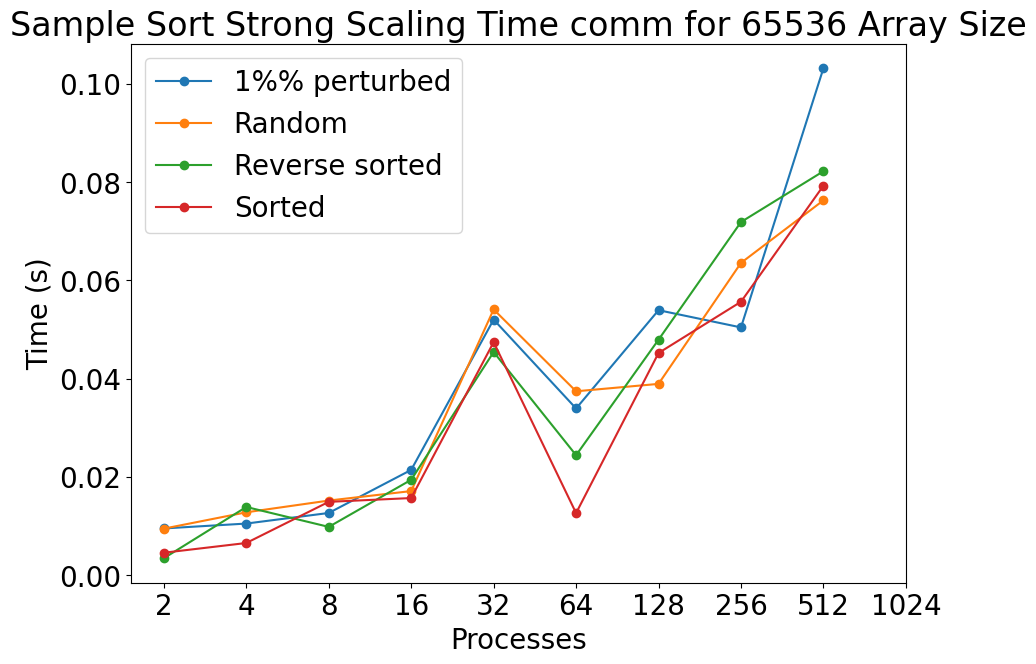 Sample Sort Strong Scaling Time comm for 65536 Array Size
1%% perturbed
Random
Reverse sorted
Sorted
Time (s)
0.10
0.08
0.06
0.04
0.02
0.00
2 4 8 16 32 64 128 256 512 1024
Processes